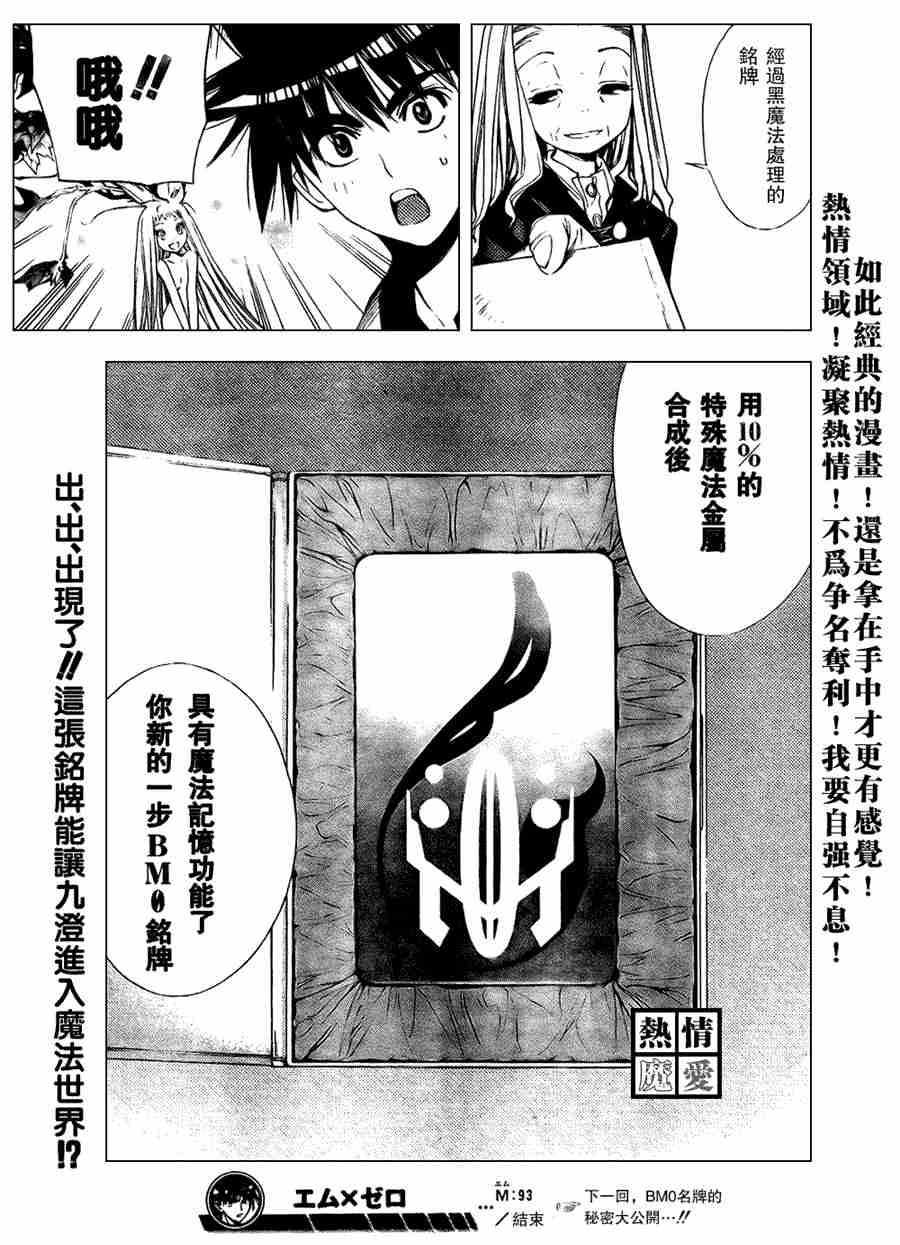 經過黑魔法處理的
銘牌
!!
哦
哦
如此經典的漫畫！還是拿在手中才更有感覺！
熱情領域！凝聚熱情！不爲争名奪利！我要自强不息！
用10%的
特殊魔法金屬
合成後
具有魔法記憶功能了
你新的一步BM0銘牌
熱情
魔愛
出、出、出現了!!這張銘牌能讓九澄進入魔法世界!?
エム×ゼロ
エム
M:93
…／結束
下一回，BM0名牌的
秘密大公開…!!